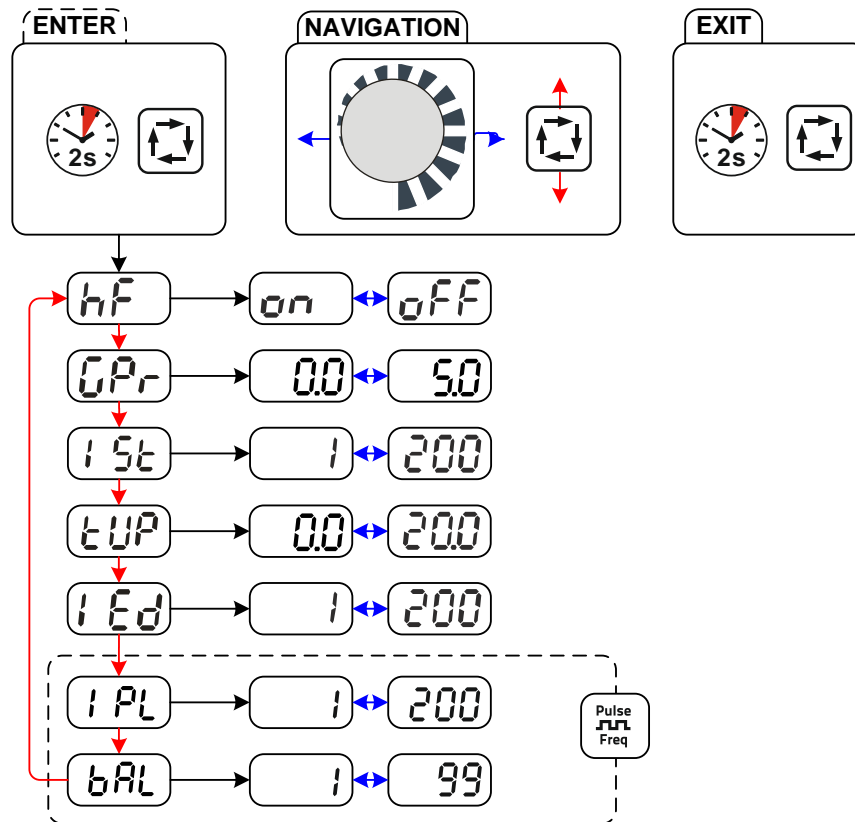 ENTER
NAVIGATION
EXIT
2s
2s
hF on oFF
GPr 0.0 5.0
I St 1 200
tUP 0.0 20.0
I Ed 1 200
I PL 1 200
Pulse
Freq
bAL 1 99